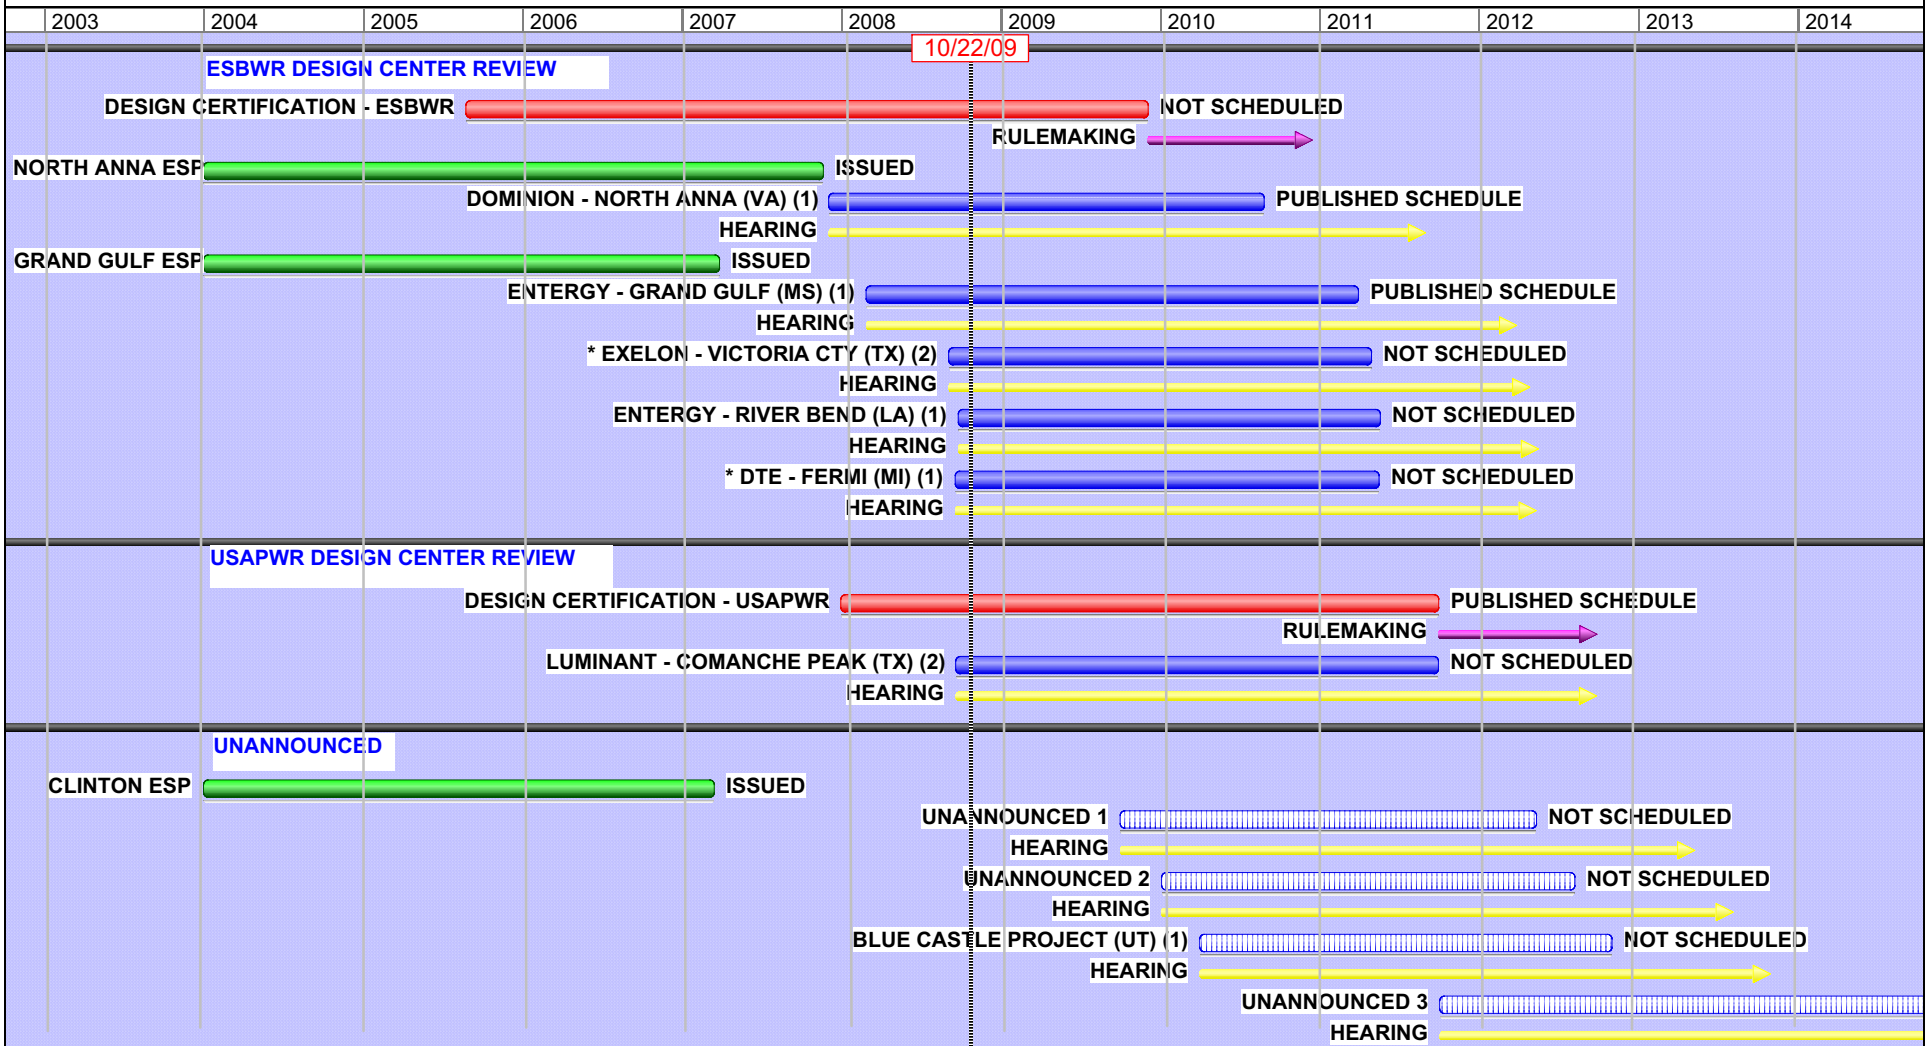 2003 2004 2005 2006 2007 2008 2009 2010 2011 2012 2013 2014
10/22/09
ESBWR DESIGN CENTER REVIEW
DESIGN CERTIFICATION - ESBWR NOT SCHEDULED
RULEMAKING
NORTH ANNA ESP ISSUED
DOMINION - NORTH ANNA (VA) (1) PUBLISHED SCHEDULE
HEARING
GRAND GULF ESP ISSUED
ENTERGY - GRAND GULF (MS) (1) PUBLISHED SCHEDULE
HEARING
* EXELON - VICTORIA CTY (TX) (2) NOT SCHEDULED
HEARING
ENTERGY - RIVER BEND (LA) (1) NOT SCHEDULED
HEARING
* DTE - FERMI (MI) (1) NOT SCHEDULED
HEARING
USAPWR DESIGN CENTER REVIEW
DESIGN CERTIFICATION - USAPWR PUBLISHED SCHEDULE
RULEMAKING
LUMINANT - COMANCHE PEAK (TX) (2) NOT SCHEDULED
HEARING
UNANNOUNCED
CLINTON ESP ISSUED
UNANNOUNCED 1 NOT SCHEDULED
HEARING
UNANNOUNCED 2 NOT SCHEDULED
HEARING
BLUE CASTLE PROJECT (UT) (1) NOT SCHEDULED
HEARING
UNANNOUNCED 3
HEARING